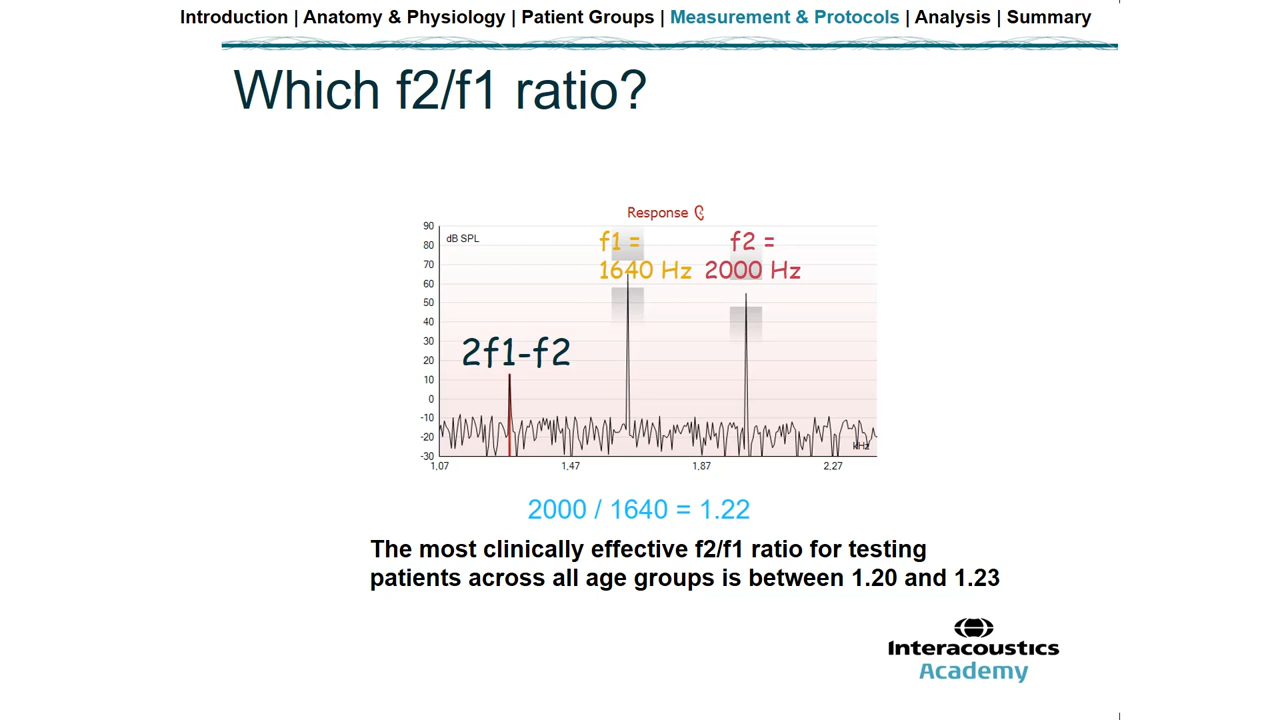 Introduction | Anatomy & Physiology | Patient Groups | Measurement & Protocols | Analysis | Summary
Which f2/f1 ratio?
Response
90
dB SPL
80
70
60
50
40
30
20
10
0
-10
-20
-30
f1 =
1640 Hz
f2 =
2000 Hz
2f1-f2
kHz
1,07
1,47
1,87
2,27
2000 / 1640 = 1.22
The most clinically effective f2/f1 ratio for testing
patients across all age groups is between 1.20 and 1.23
Interacoustics
Academy